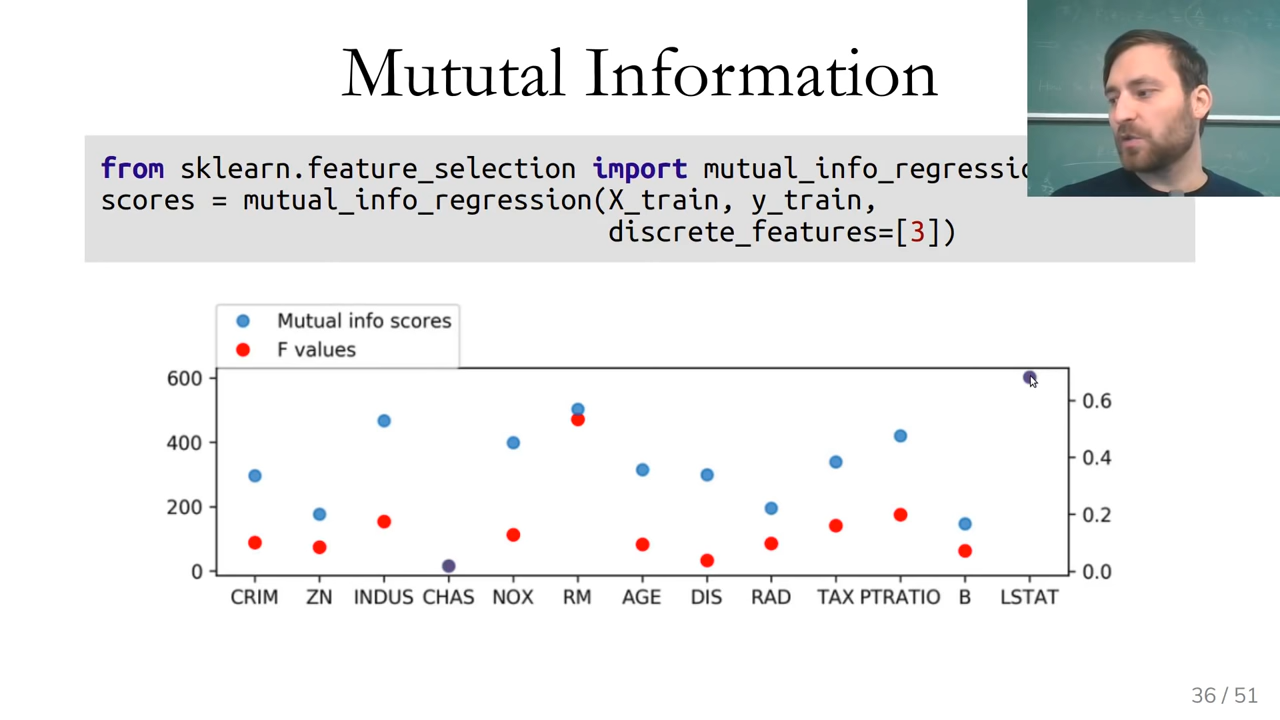 Mututal Information
from sklearn.feature_selection import mutual_info_regressio
scores = mutual_info_regression(X_train, y_train,
discrete_features=[3])
Mutual info scores
F values
600
400
200
0
0.6
0.4
0.2
0.0
CRIM ZN INDUS CHAS NOX RM AGE DIS RAD TAX PTRATIO B LSTAT
36 / 51